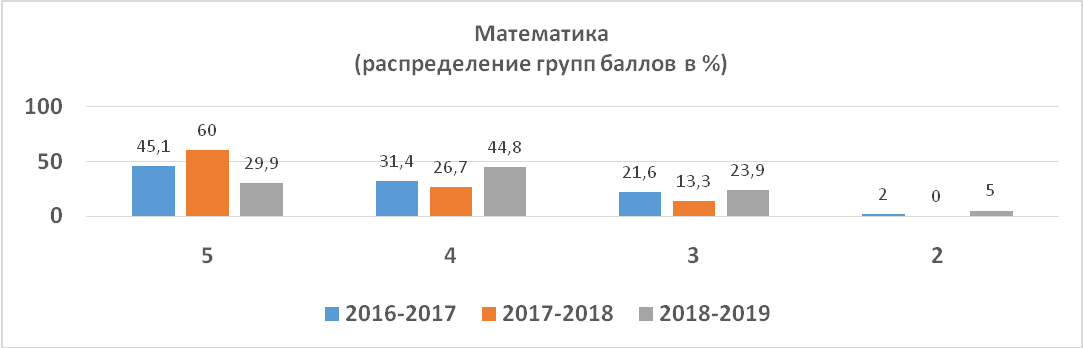 Математика
(распределение групп баллов в %)
100
50
0
45,1 60 29,9
31,4 26,7 44,8
21,6 13,3 23,9
2 0 5
5 4 3 2
2016-2017 2017-2018 2018-2019